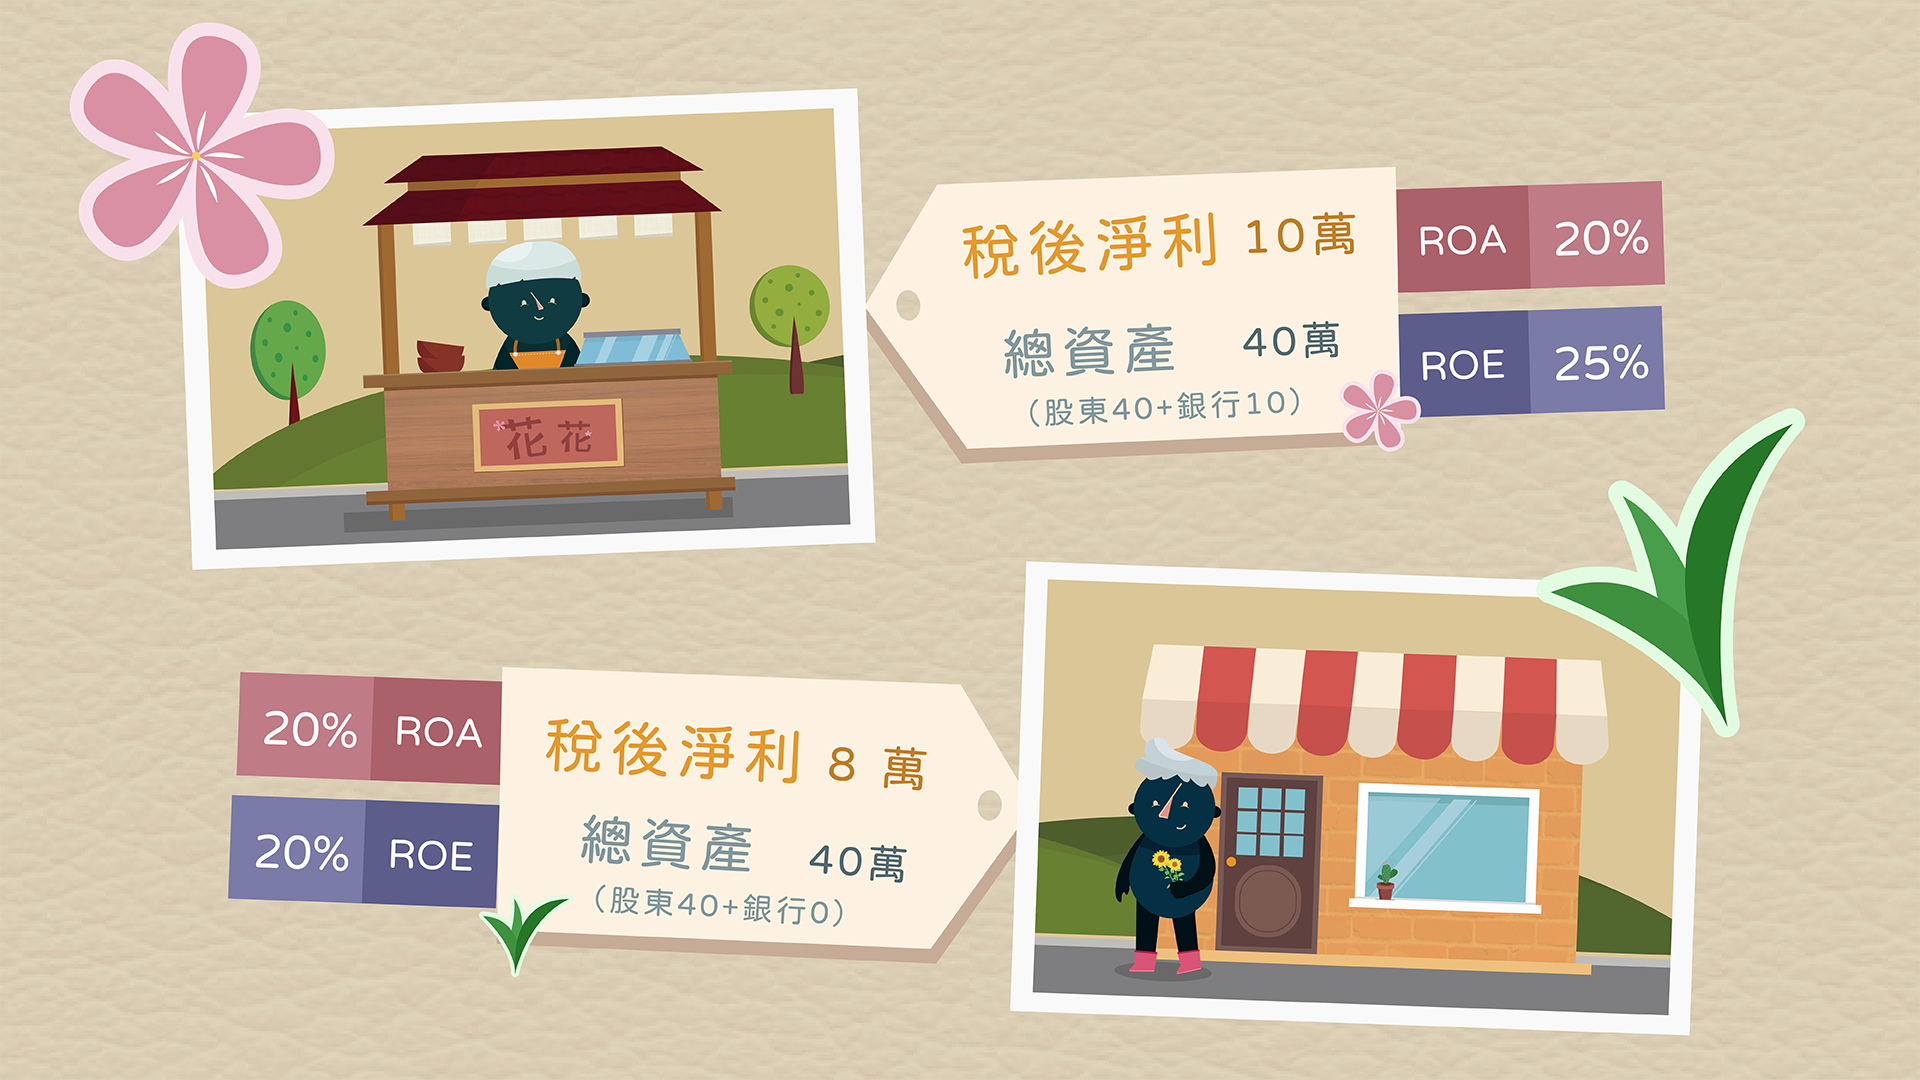 花花
稅後淨利 10萬
總資產 40萬
(股東40+銀行10)
ROA 20%
ROE 25%
20% ROA
20% ROE
稅後淨利 8 萬
總資產 40萬
(股東40+銀行0)